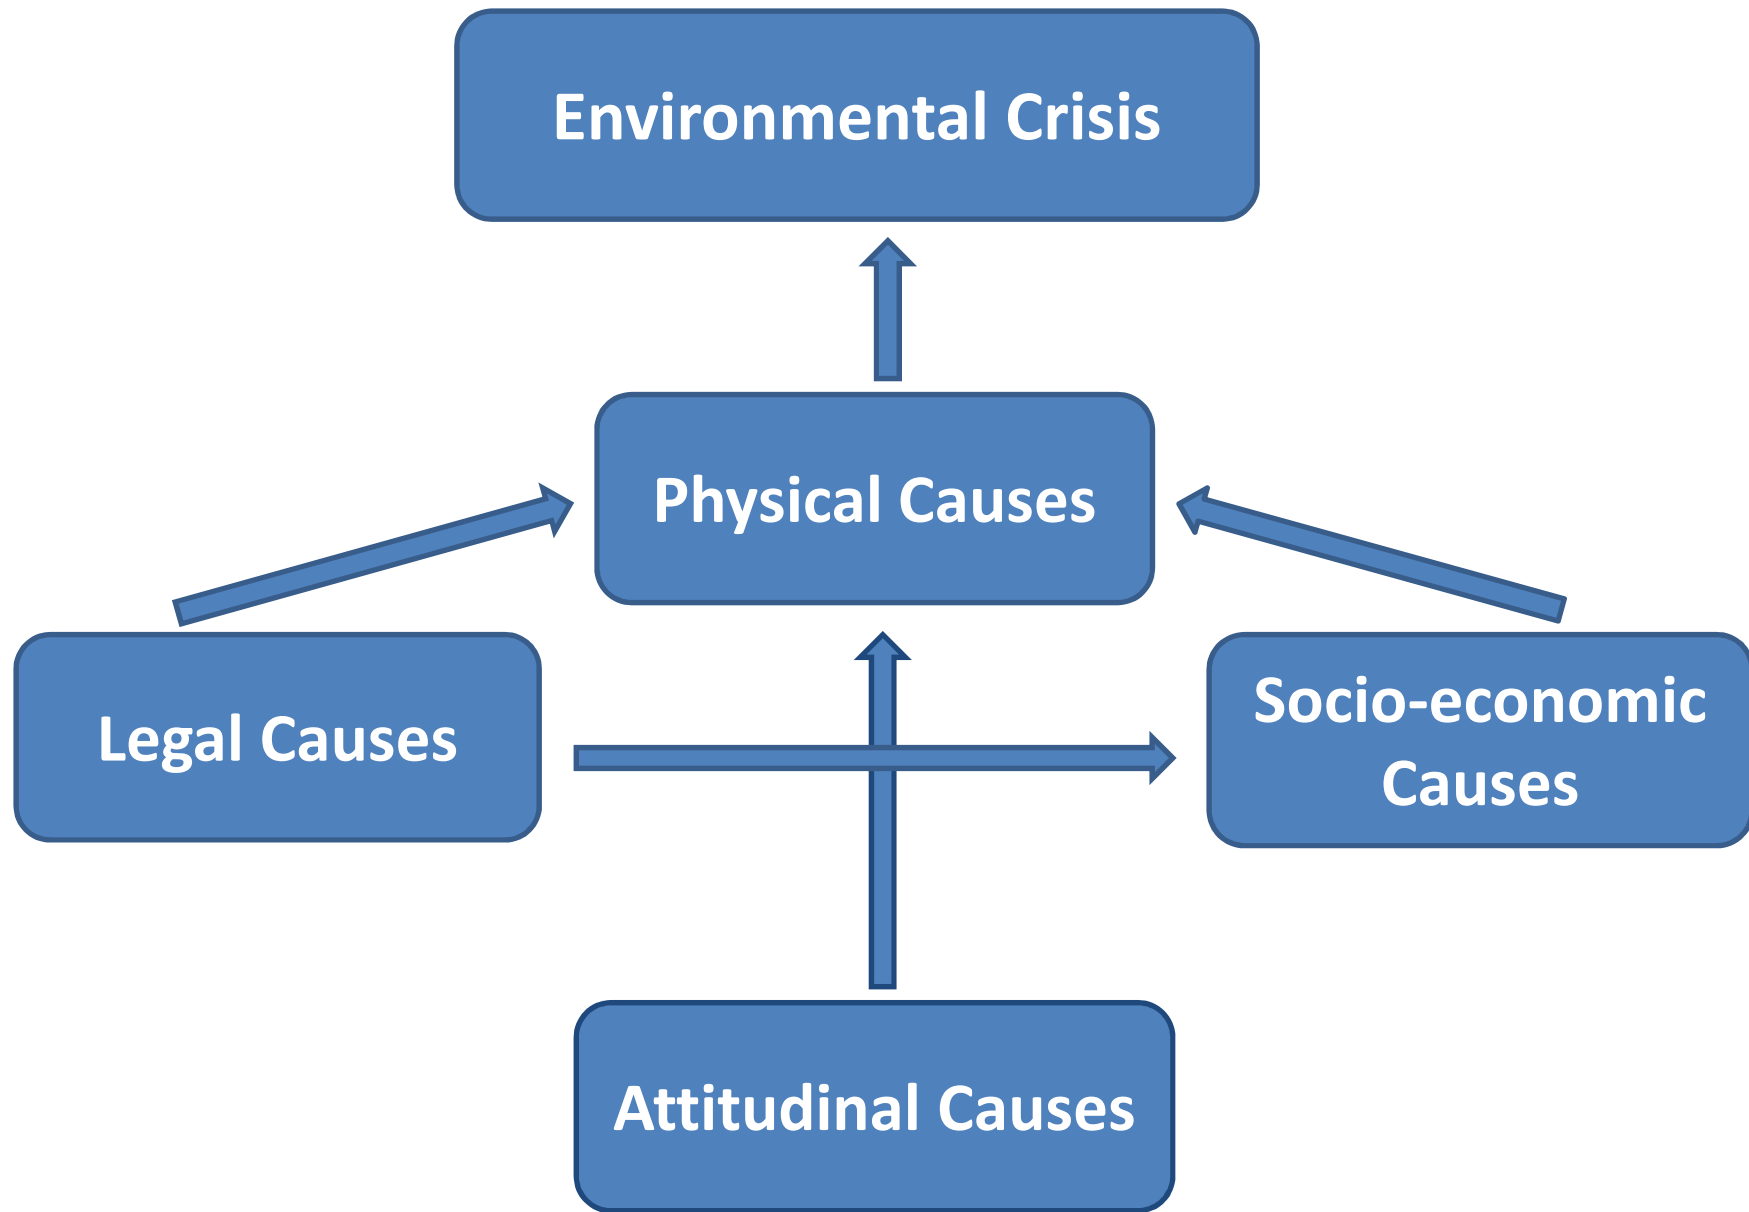 Environmental Crisis
Physical Causes
Legal Causes
Socio-economic
Causes
Attitudinal Causes